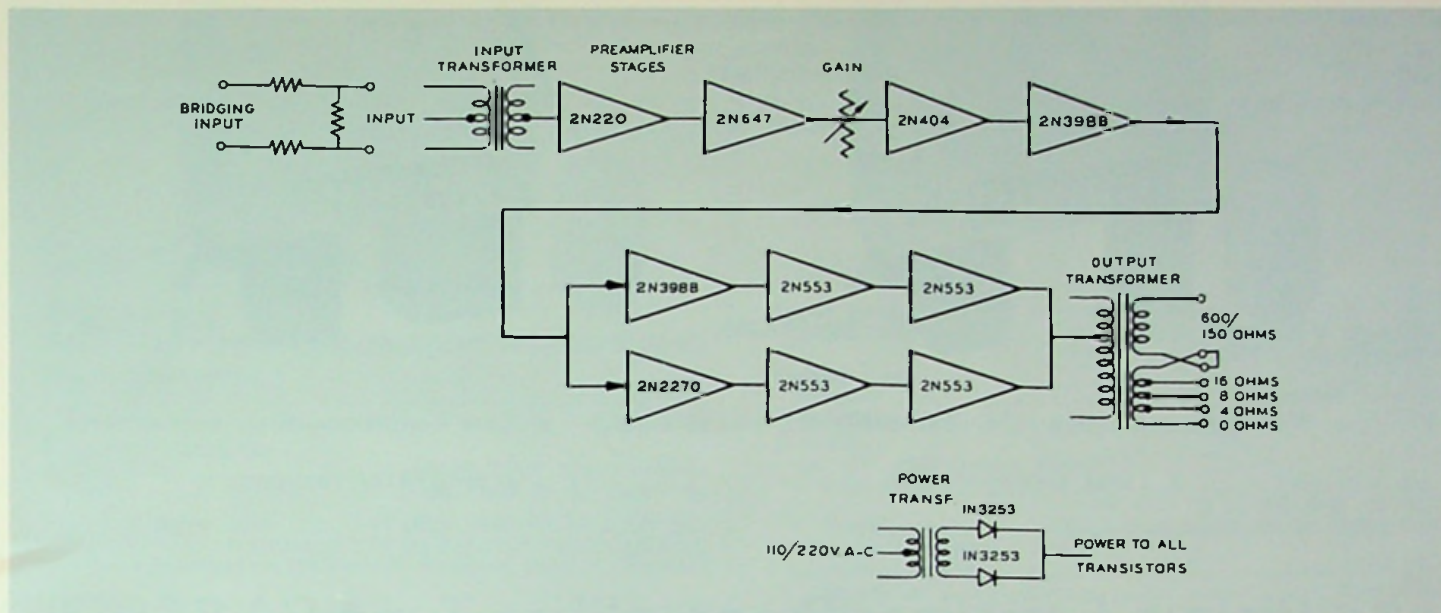 INPUT
TRANSFORMER
PREAMPLIFIER
STAGES
GAIN
BRIDGING
INPUT
INPUT
2N220
2N647
2N404
2N398B
2N398B
2N553
2N553
OUTPUT
TRANSFORMER
600/
150 OHMS
2N2270
2N553
2N553
16 OHMS
8 OHMS
4 OHMS
0 OHMS
POWER
TRANSF
IN3253
110/220V A-C
IN3253
POWER TO ALL
TRANSISTORS